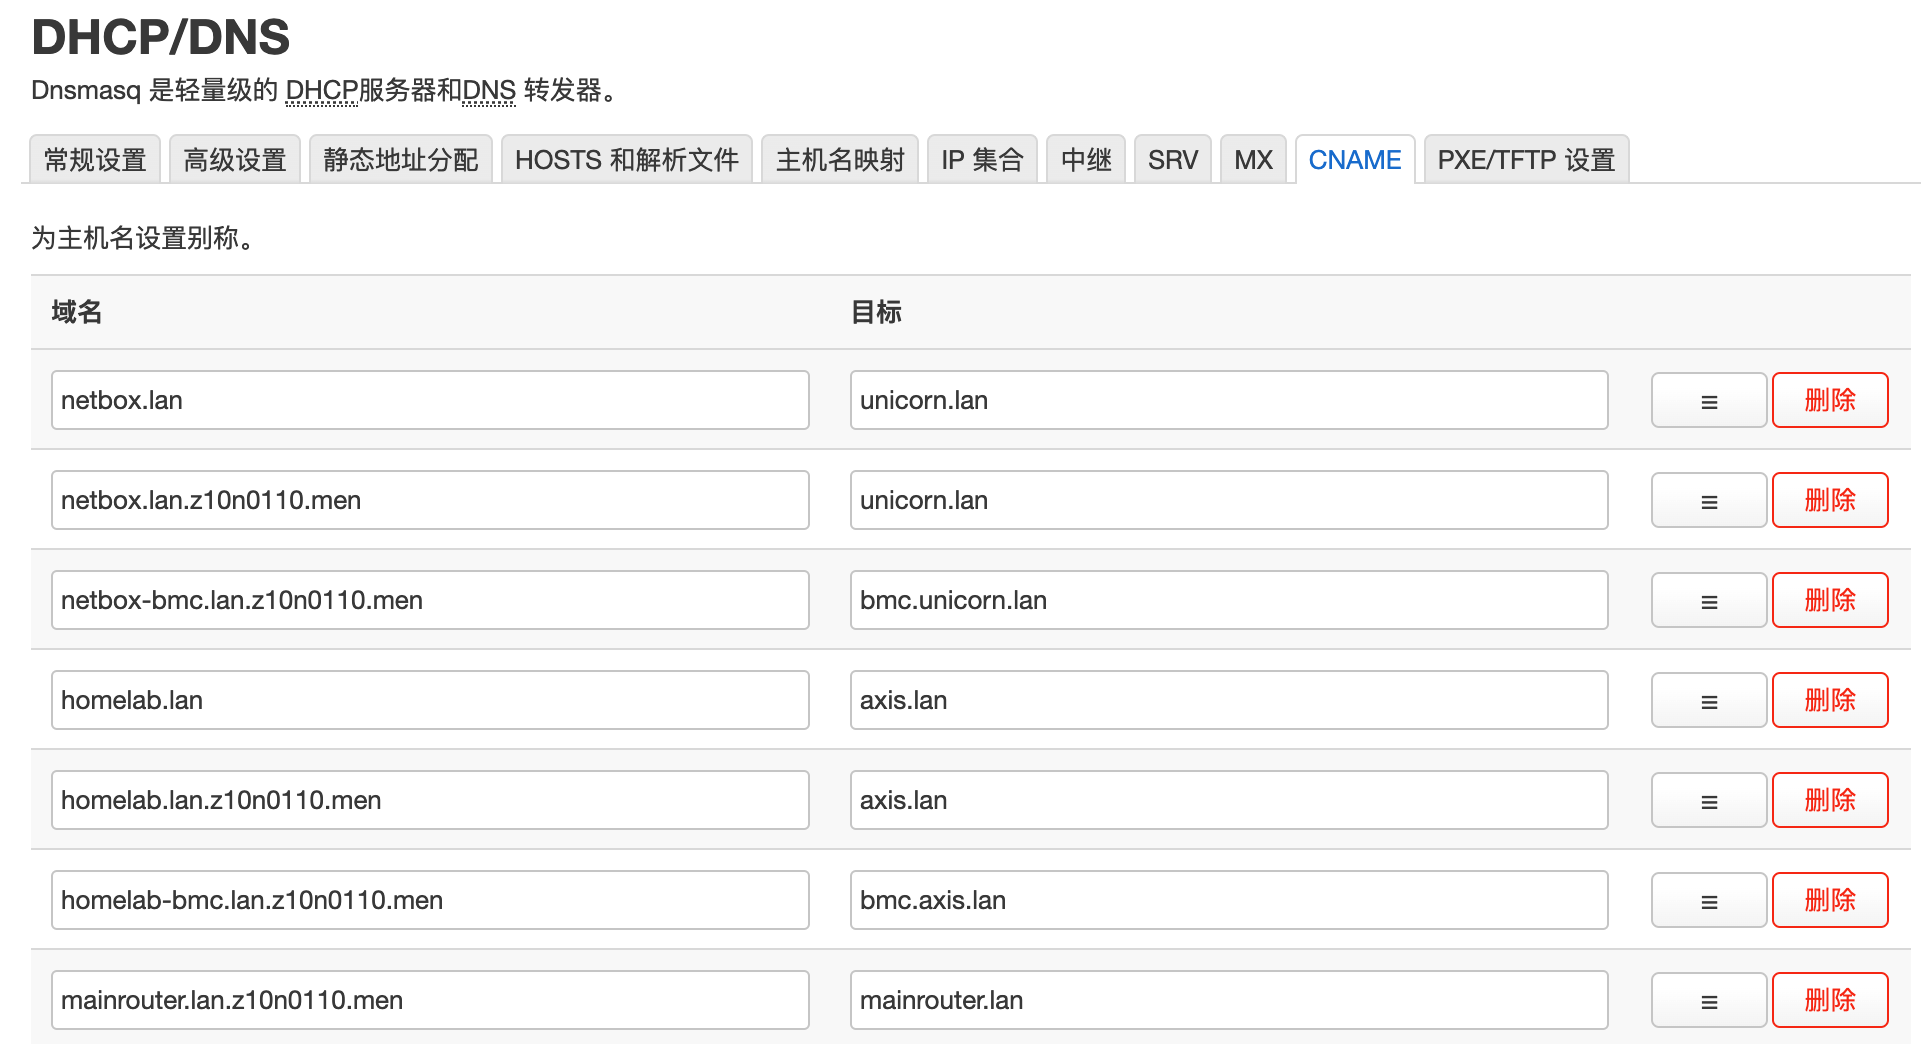 DHCP/DNS
Dnsmasq 是轻量级的 DHCP服务器和DNS 转发器。
常规设置 高级设置 静态地址分配 HOSTS 和解析文件 主机名映射 IP 集合 中继 SRV MX CNAME PXE/TFTP 设置
为主机名设置别称。
域名 目标
netbox.lan unicorn.lan ≡ 删除
netbox.lan.z10n0110.men unicorn.lan ≡ 删除
netbox-bmc.lan.z10n0110.men bmc.unicorn.lan ≡ 删除
homelab.lan axis.lan ≡ 删除
homelab.lan.z10n0110.men axis.lan ≡ 删除
homelab-bmc.lan.z10n0110.men bmc.axis.lan ≡ 删除
mainrouter.lan.z10n0110.men mainrouter.lan ≡ 删除